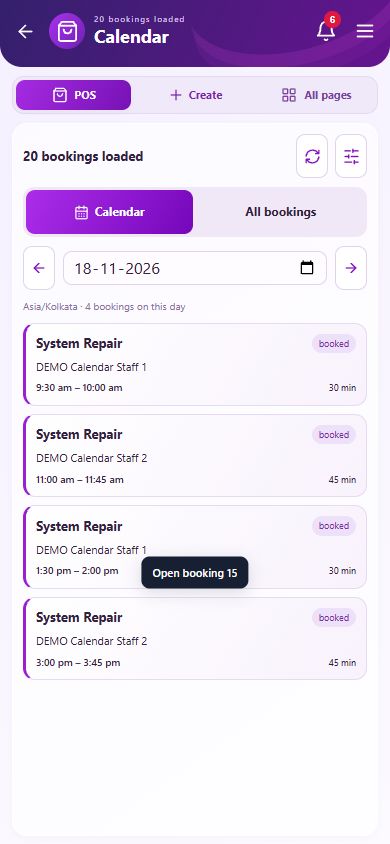 20 bookings loaded
Calendar
6
POS
Create
All pages
20 bookings loaded
Calendar
All bookings
18-11-2026
Asia/Kolkata · 4 bookings on this day
System Repair
booked
DEMO Calendar Staff 1
9:30 am – 10:00 am
30 min
System Repair
booked
DEMO Calendar Staff 2
11:00 am – 11:45 am
45 min
System Repair
booked
DEMO Calendar Staff 1
1:30 pm – 2:00 pm
30 min
Open booking 15
System Repair
booked
DEMO Calendar Staff 2
3:00 pm – 3:45 pm
45 min